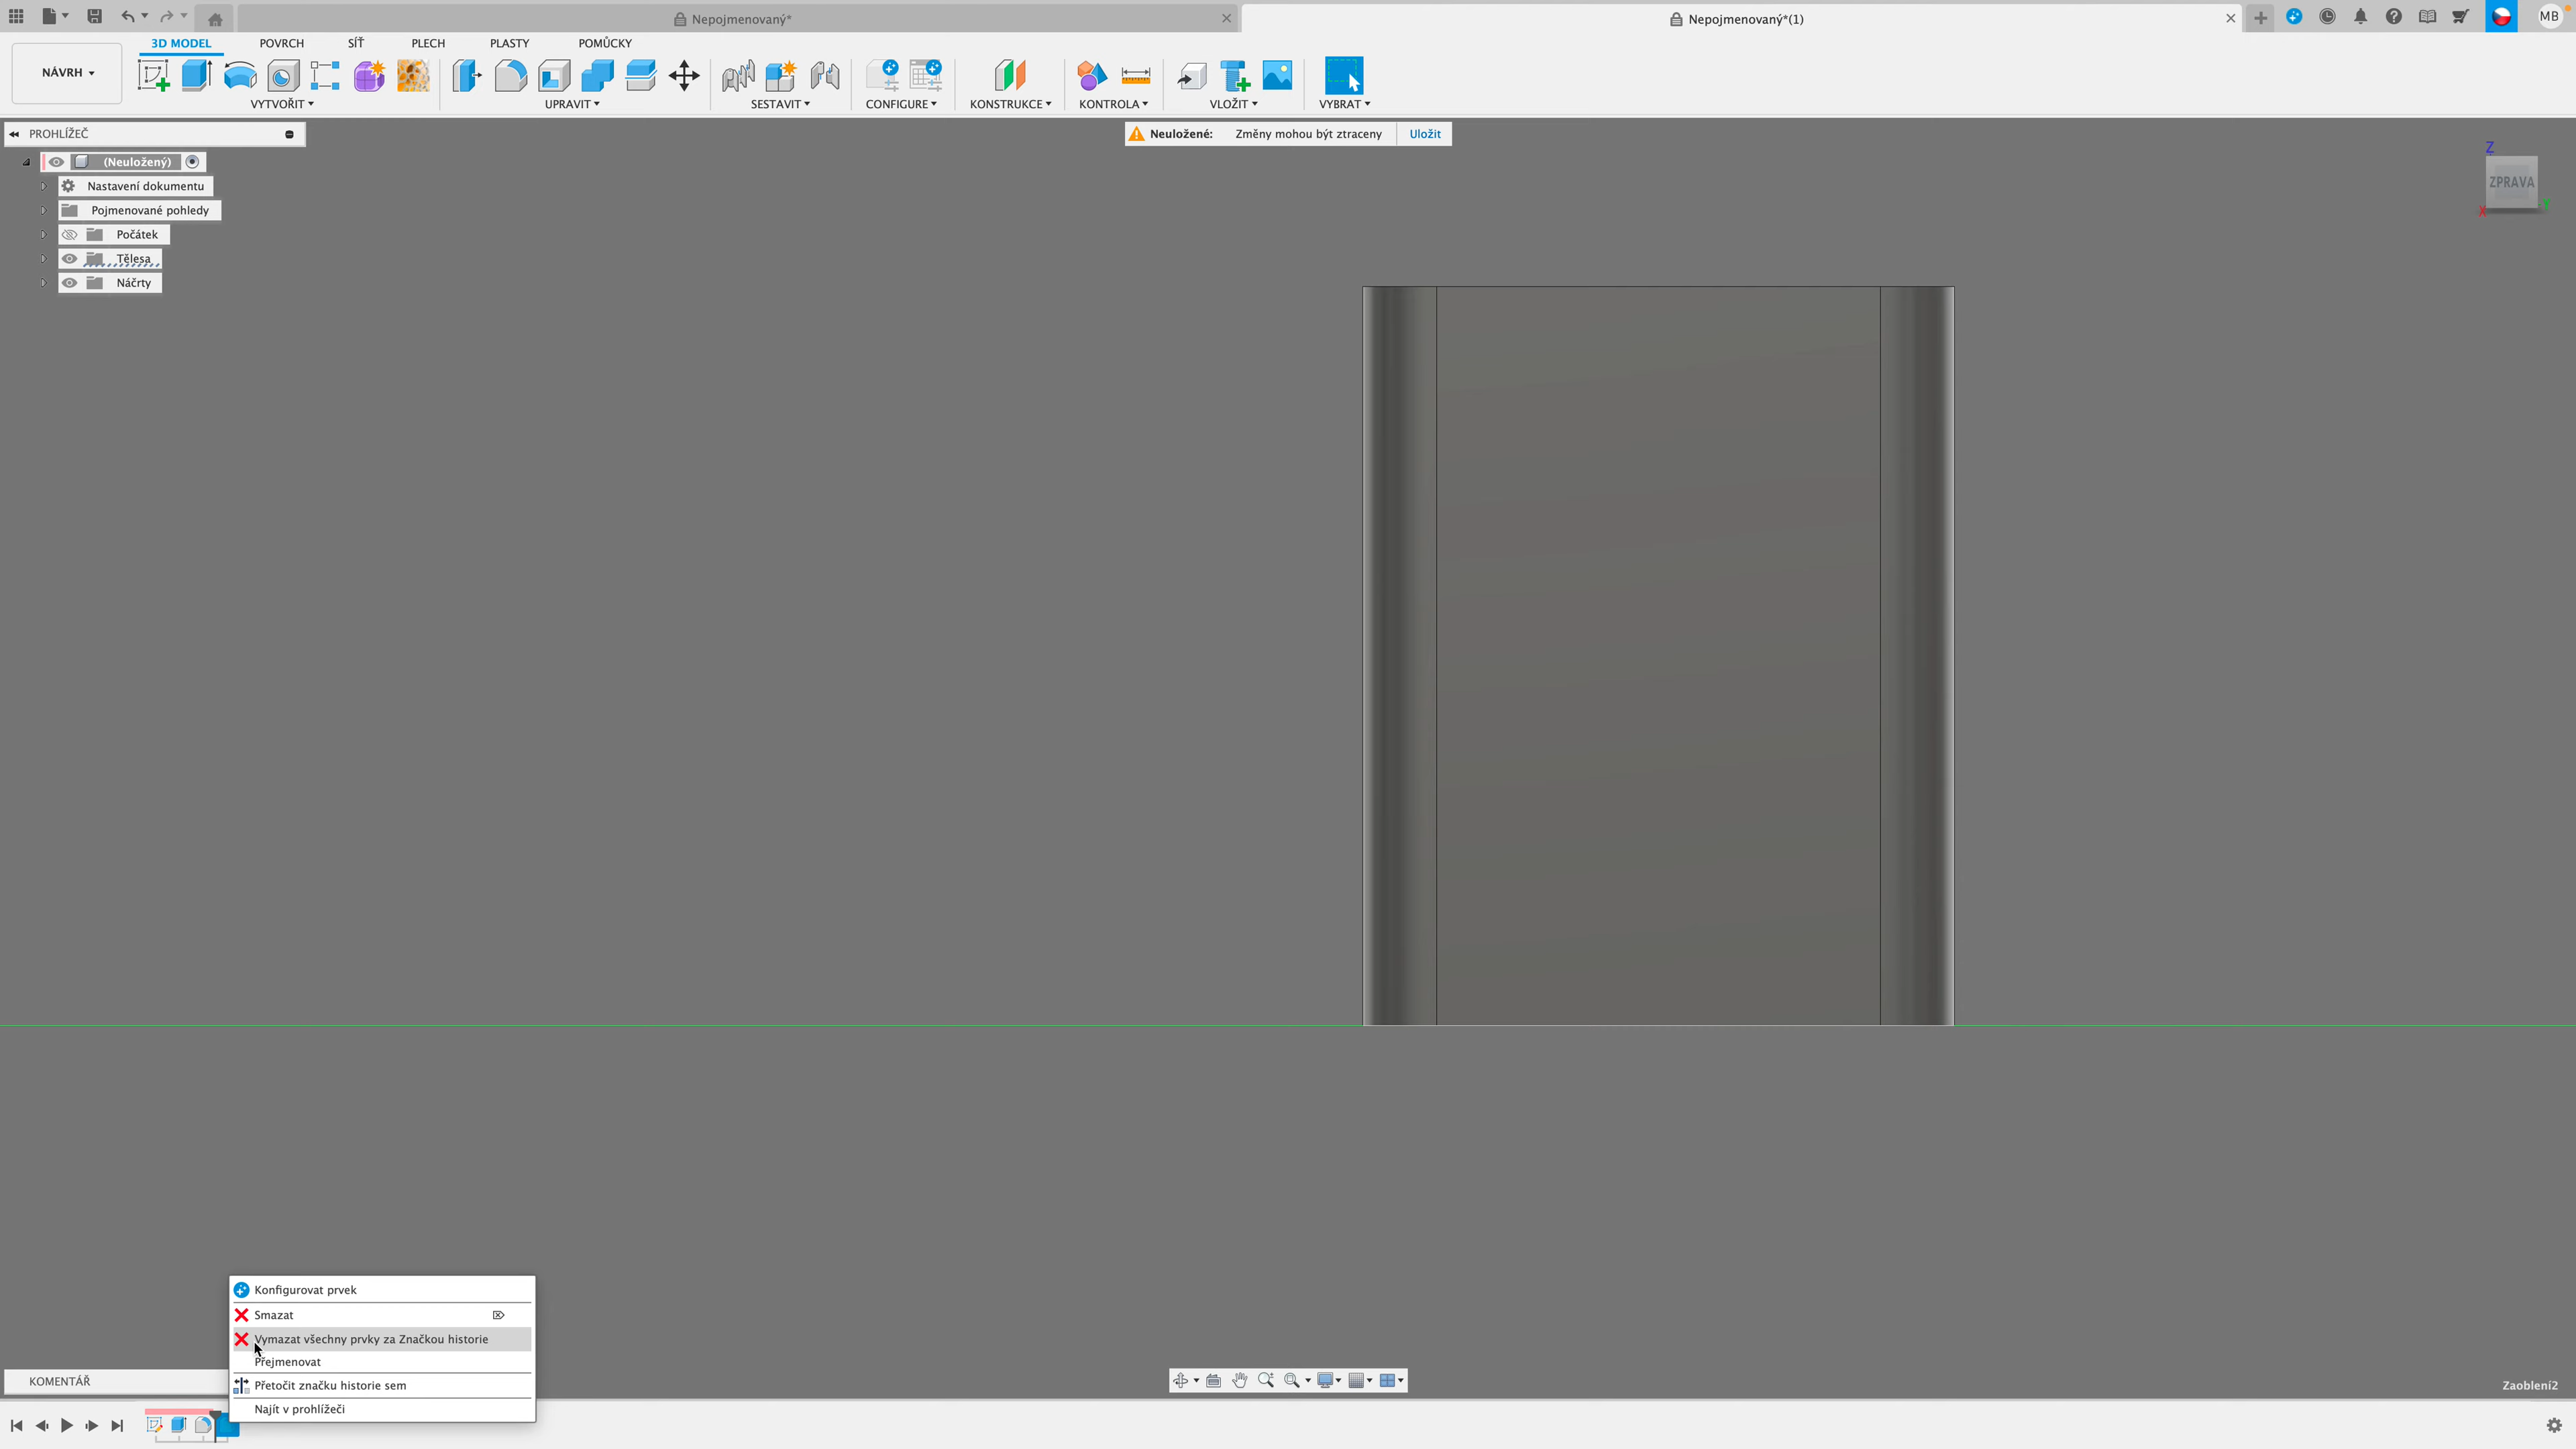 Nepojmenovaný*
Nepojmenovaný*(1)
MB
3D MODEL
POVRCH
SÍŤ
PLECH
PLASTY
POMŮCKY
NÁVRH
VYTVOŘIT
UPRAVIT
SESTAVIT
CONFIGURE
KONSTRUKCE
KONTROLA
VLOŽIT
VYBRAT
PROHLÍŽEČ
Neuložené:
Změny mohou být ztraceny
Uložit
(Neuložený)
Nastavení dokumentu
Pojmenované pohledy
Počátek
Tělesa
Náčrty
Z
ZPRAVA
X
Y
Konfigurovat prvek
Smazat
Vymazat všechny prvky za Značkou historie
Přejmenovat
Přetočit značku historie sem
Najít v prohlížeči
KOMENTÁŘ
Zaobleni2